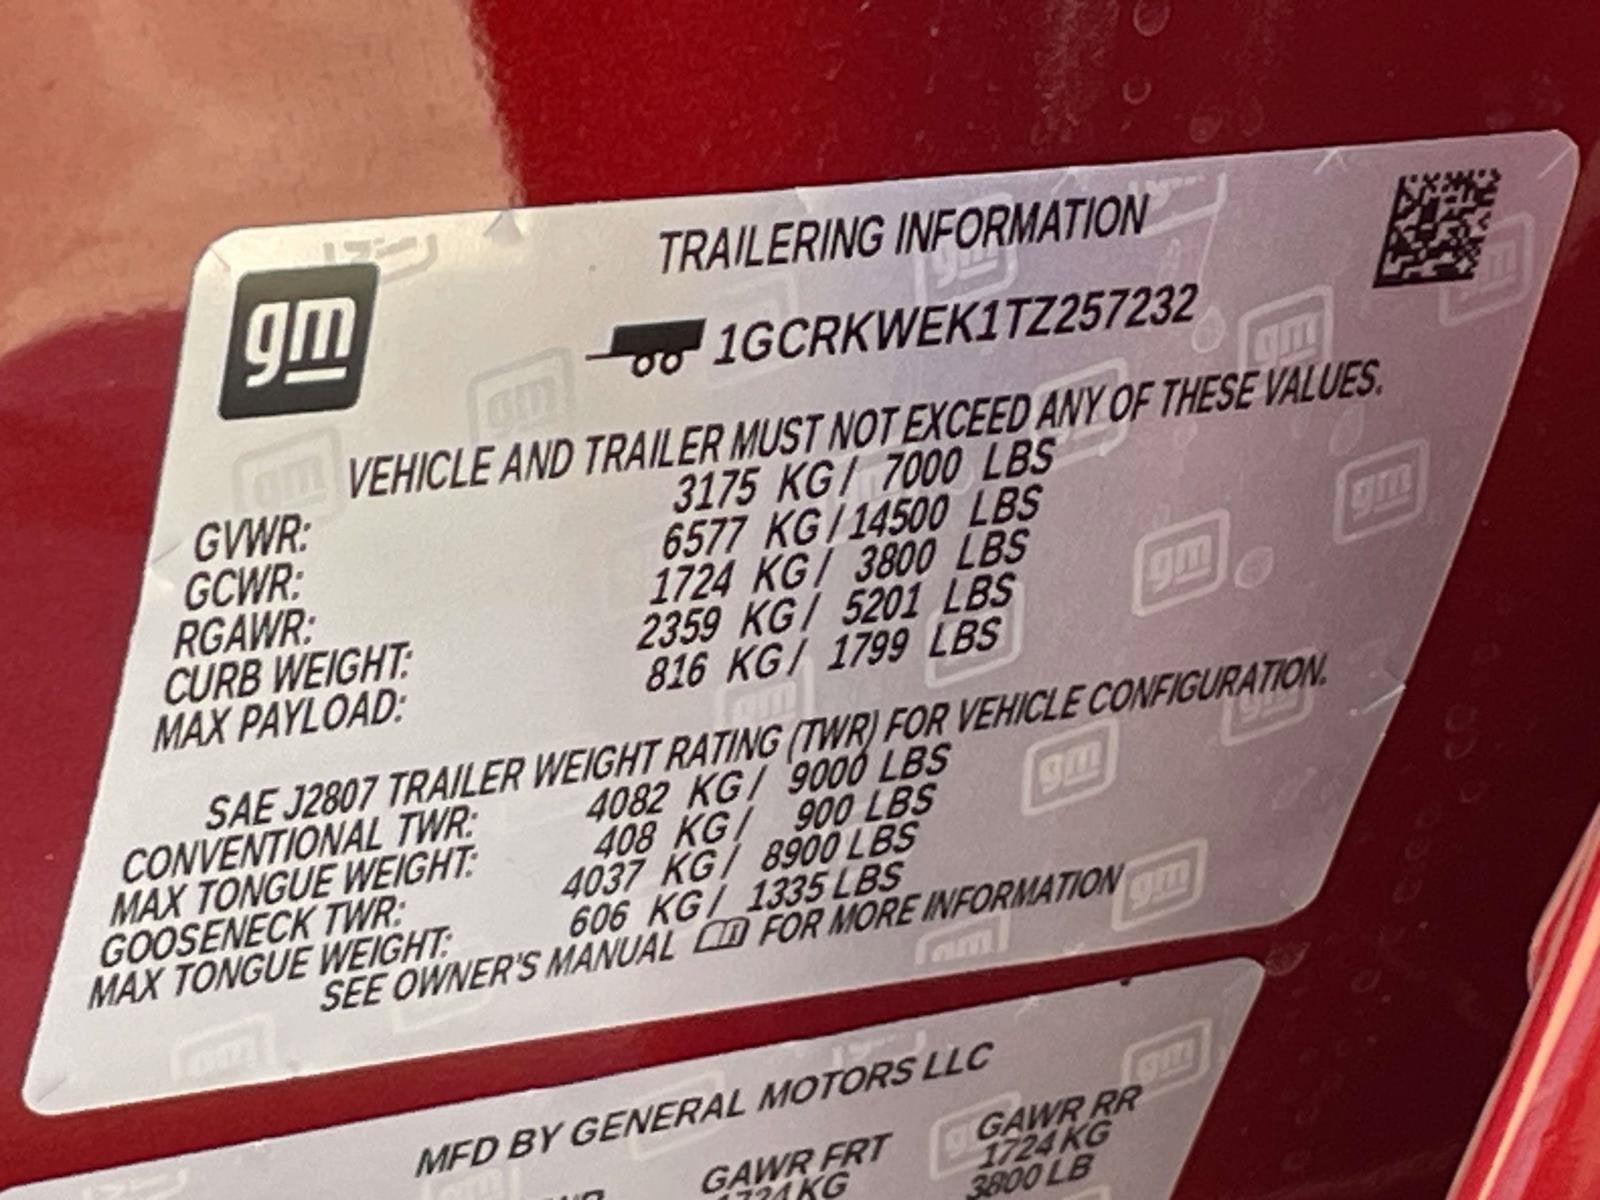 gm
TRAILERING INFORMATION
1GCRKWEK1TZ257232
VEHICLE AND TRAILER MUST NOT EXCEED ANY OF THESE VALUES.
GVWR: 3175 KG / 7000 LBS
GCWR: 6577 KG / 14500 LBS
RGAWR: 1724 KG / 3800 LBS
CURB WEIGHT: 2359 KG / 5201 LBS
MAX PAYLOAD: 816 KG / 1799 LBS
SAE J2807 TRAILER WEIGHT RATING (TWR) FOR VEHICLE CONFIGURATION.
CONVENTIONAL TWR: 4082 KG / 9000 LBS
MAX TONGUE WEIGHT: 408 KG / 900 LBS
GOOSENECK TWR: 4037 KG / 8900 LBS
MAX TONGUE WEIGHT: 606 KG / 1335 LBS
SEE OWNER'S MANUAL FOR MORE INFORMATION
MFD BY GENERAL MOTORS LLC
GAWR FRT GAWR RR
1724 KG 1724 KG
3800 LB